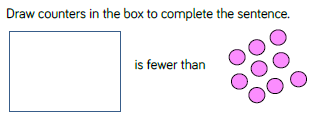 Draw counters in the box to complete the sentence.
is fewer than